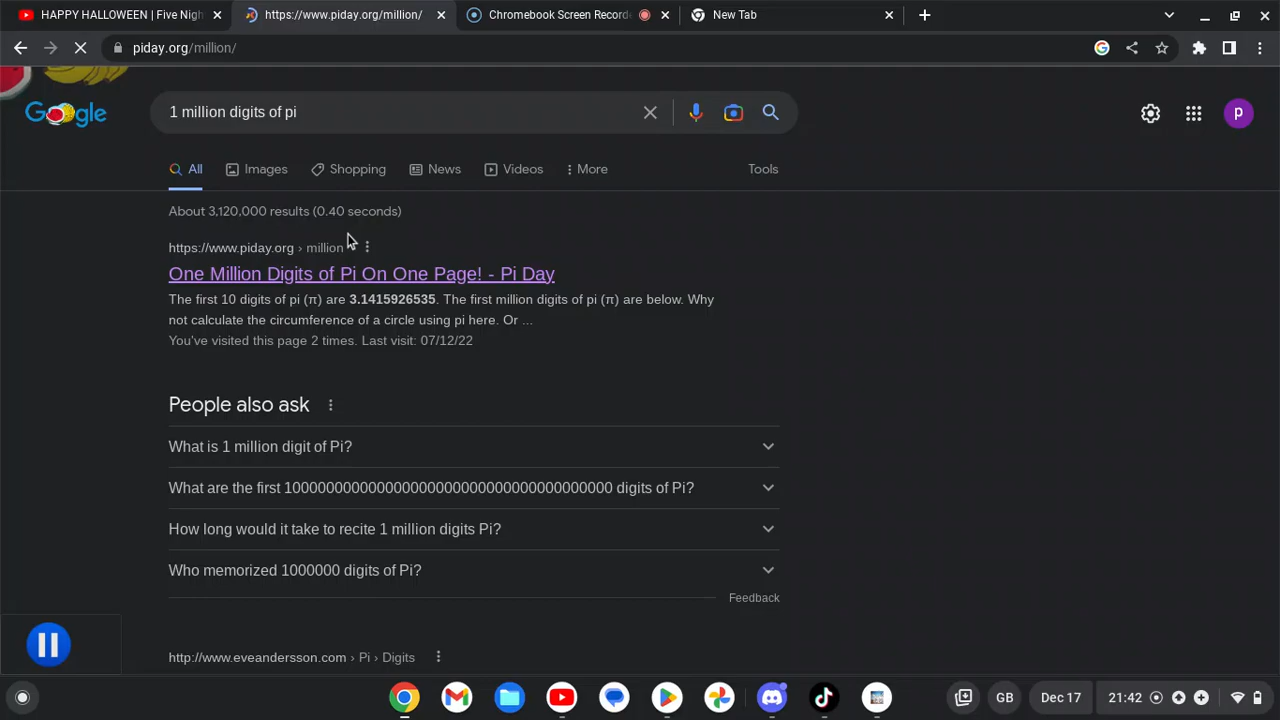 HAPPY HALLOWEEN | Five Nigh
https://www.piday.org/million/
Chromebook Screen Recorde
New Tab
piday.org/million/
Google
1 million digits of pi
p
All
Images
Shopping
News
Videos
More
Tools
About 3,120,000 results (0.40 seconds)
https://www.piday.org › million
One Million Digits of Pi On One Page! - Pi Day
The first 10 digits of pi (π) are 3.1415926535. The first million digits of pi (π) are below. Why
not calculate the circumference of a circle using pi here. Or ...
You've visited this page 2 times. Last visit: 07/12/22
People also ask
What is 1 million digit of Pi?
What are the first 1000000000000000000000000000000000000 digits of Pi?
How long would it take to recite 1 million digits Pi?
Who memorized 1000000 digits of Pi?
Feedback
http://www.eveandersson.com › Pi › Digits
GB
Dec 17
21:42